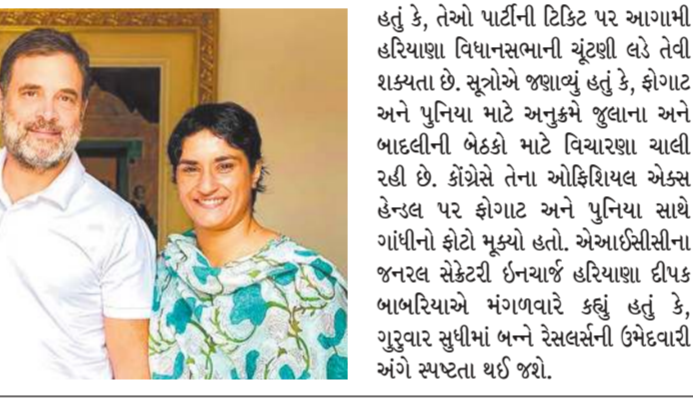 હતું કે, તેઓ પાર્ટીની ટિકિટ પર આગામી
હરિયાણા વિધાનસભાની ચૂંટણી લડે તેવી
શક્યતા છે. સૂત્રોએ જણાવ્યું હતું કે, ફોગાટ
અને પુનિયા માટે અનુક્રમે જુલાના અને
બાદલીની બેઠકો માટે વિચારણા ચાલી
રહી છે. કોંગ્રેસે તેના ઓફિશિયલ એક્સ
હેન્ડલ પર ફોગાટ અને પુનિયા સાથે
ગાંધીનો ફોટો મૂક્યો હતો. એઆઈસીસીના
જનરલ સેક્રેટરી ઇનચાર્જ હરિયાણા દીપક
બાબરિયાએ મંગળવારે કહ્યું હતું કે,
ગુરુવાર સુધીમાં બન્ને રેસલર્સની ઉમેદવારી
અંગે સ્પષ્ટતા થઈ જશે.